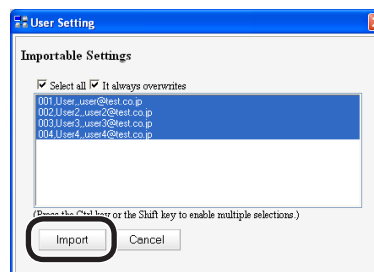 User Setting
Importable Settings
Select all It always overwrites
001,User,,user@test.co.jp
002,User2,,user2@test.co.jp
003,User3,,user3@test.co.jp
004,User4,,user4@test.co.jp
(Press the Ctrl key or the Shift key to enable multiple selections.)
Import Cancel